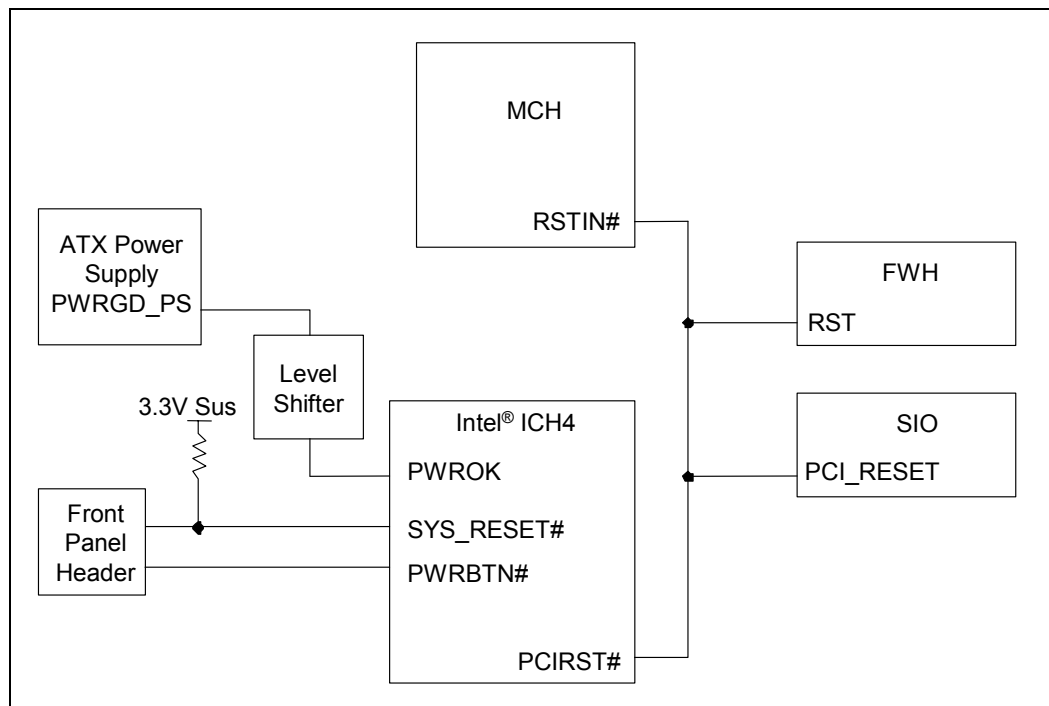 MCH
RSTIN#
ATX Power
Supply
PWRGD_PS
FWH
RST
Level
Shifter
3.3V Sus
Intel® ICH4
SIO
PWROK
PCI_RESET
Front
Panel
Header
SYS_RESET#
PWRBTN#
PCIRST#